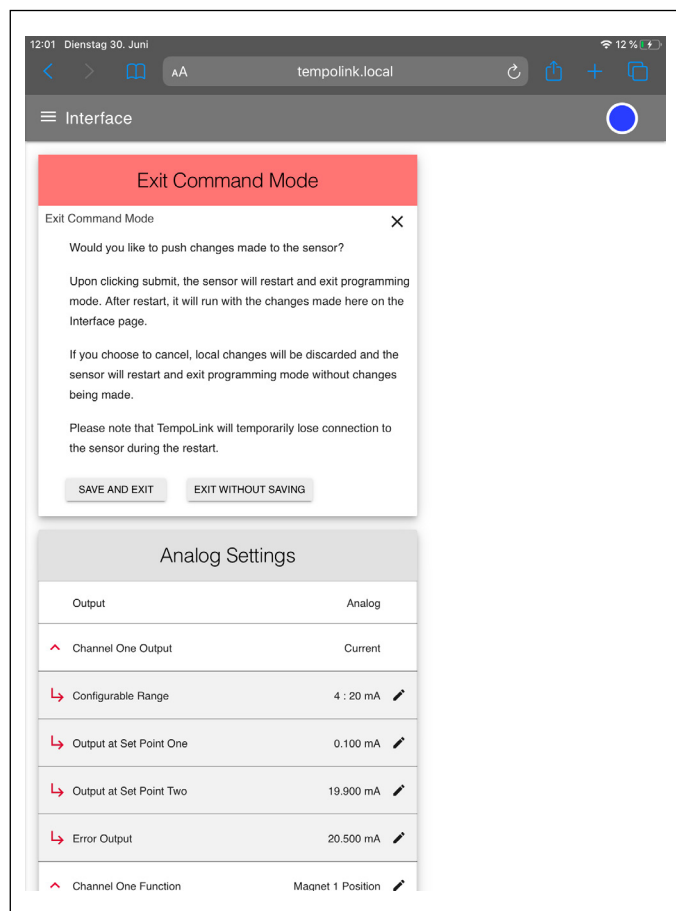 12:01 Dienstag 30. Juni 12 %
AA tempolink.local
Interface
Exit Command Mode
Exit Command Mode
Would you like to push changes made to the sensor?
Upon clicking submit, the sensor will restart and exit programming
mode. After restart, it will run with the changes made here on the
Interface page.
If you choose to cancel, local changes will be discarded and the
sensor will restart and exit programming mode without changes
being made.
Please note that TempoLink will temporarily lose connection to
the sensor during the restart.
SAVE AND EXIT EXIT WITHOUT SAVING
Analog Settings
Output Analog
Channel One Output Current
Configurable Range 4 : 20 mA
Output at Set Point One 0.100 mA
Output at Set Point Two 19.900 mA
Error Output 20.500 mA
Channel One Function Magnet 1 Position